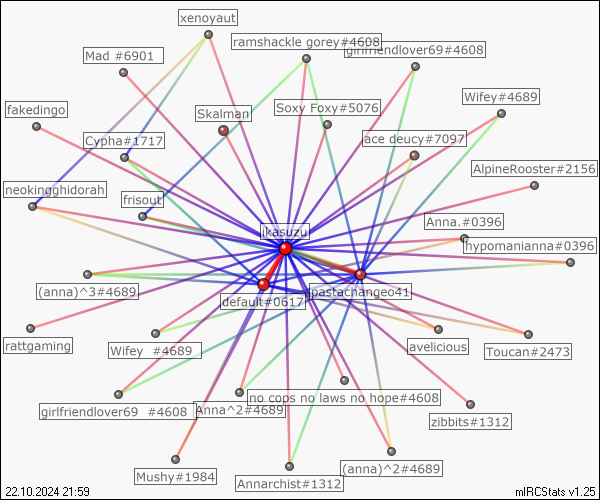 xenoyaut
ramshackle gorey#4608
girlfriendlover69#4608
Mad #6901
Wifey#4689
Soxy Foxy#5076
fakedingo
Skalman
ace deucy#7097
Cypha#1717
AlpineRooster#2156
neokingghidorah
frisout
Anna.#0396
ikasuzu
hypomanianna#0396
(anna)^3#4689
default#0617
pastachangeo41
rattgaming
avelicious
Wifey  #4689
Toucan#2473
no cops no laws no hope#4608
girlfriendlover69  #4608
Anna^2#4689
zibbits#1312
(anna)^2#4689
Mushy#1984
Annarchist#1312
22.10.2024 21:59
mIRCStats v1.25